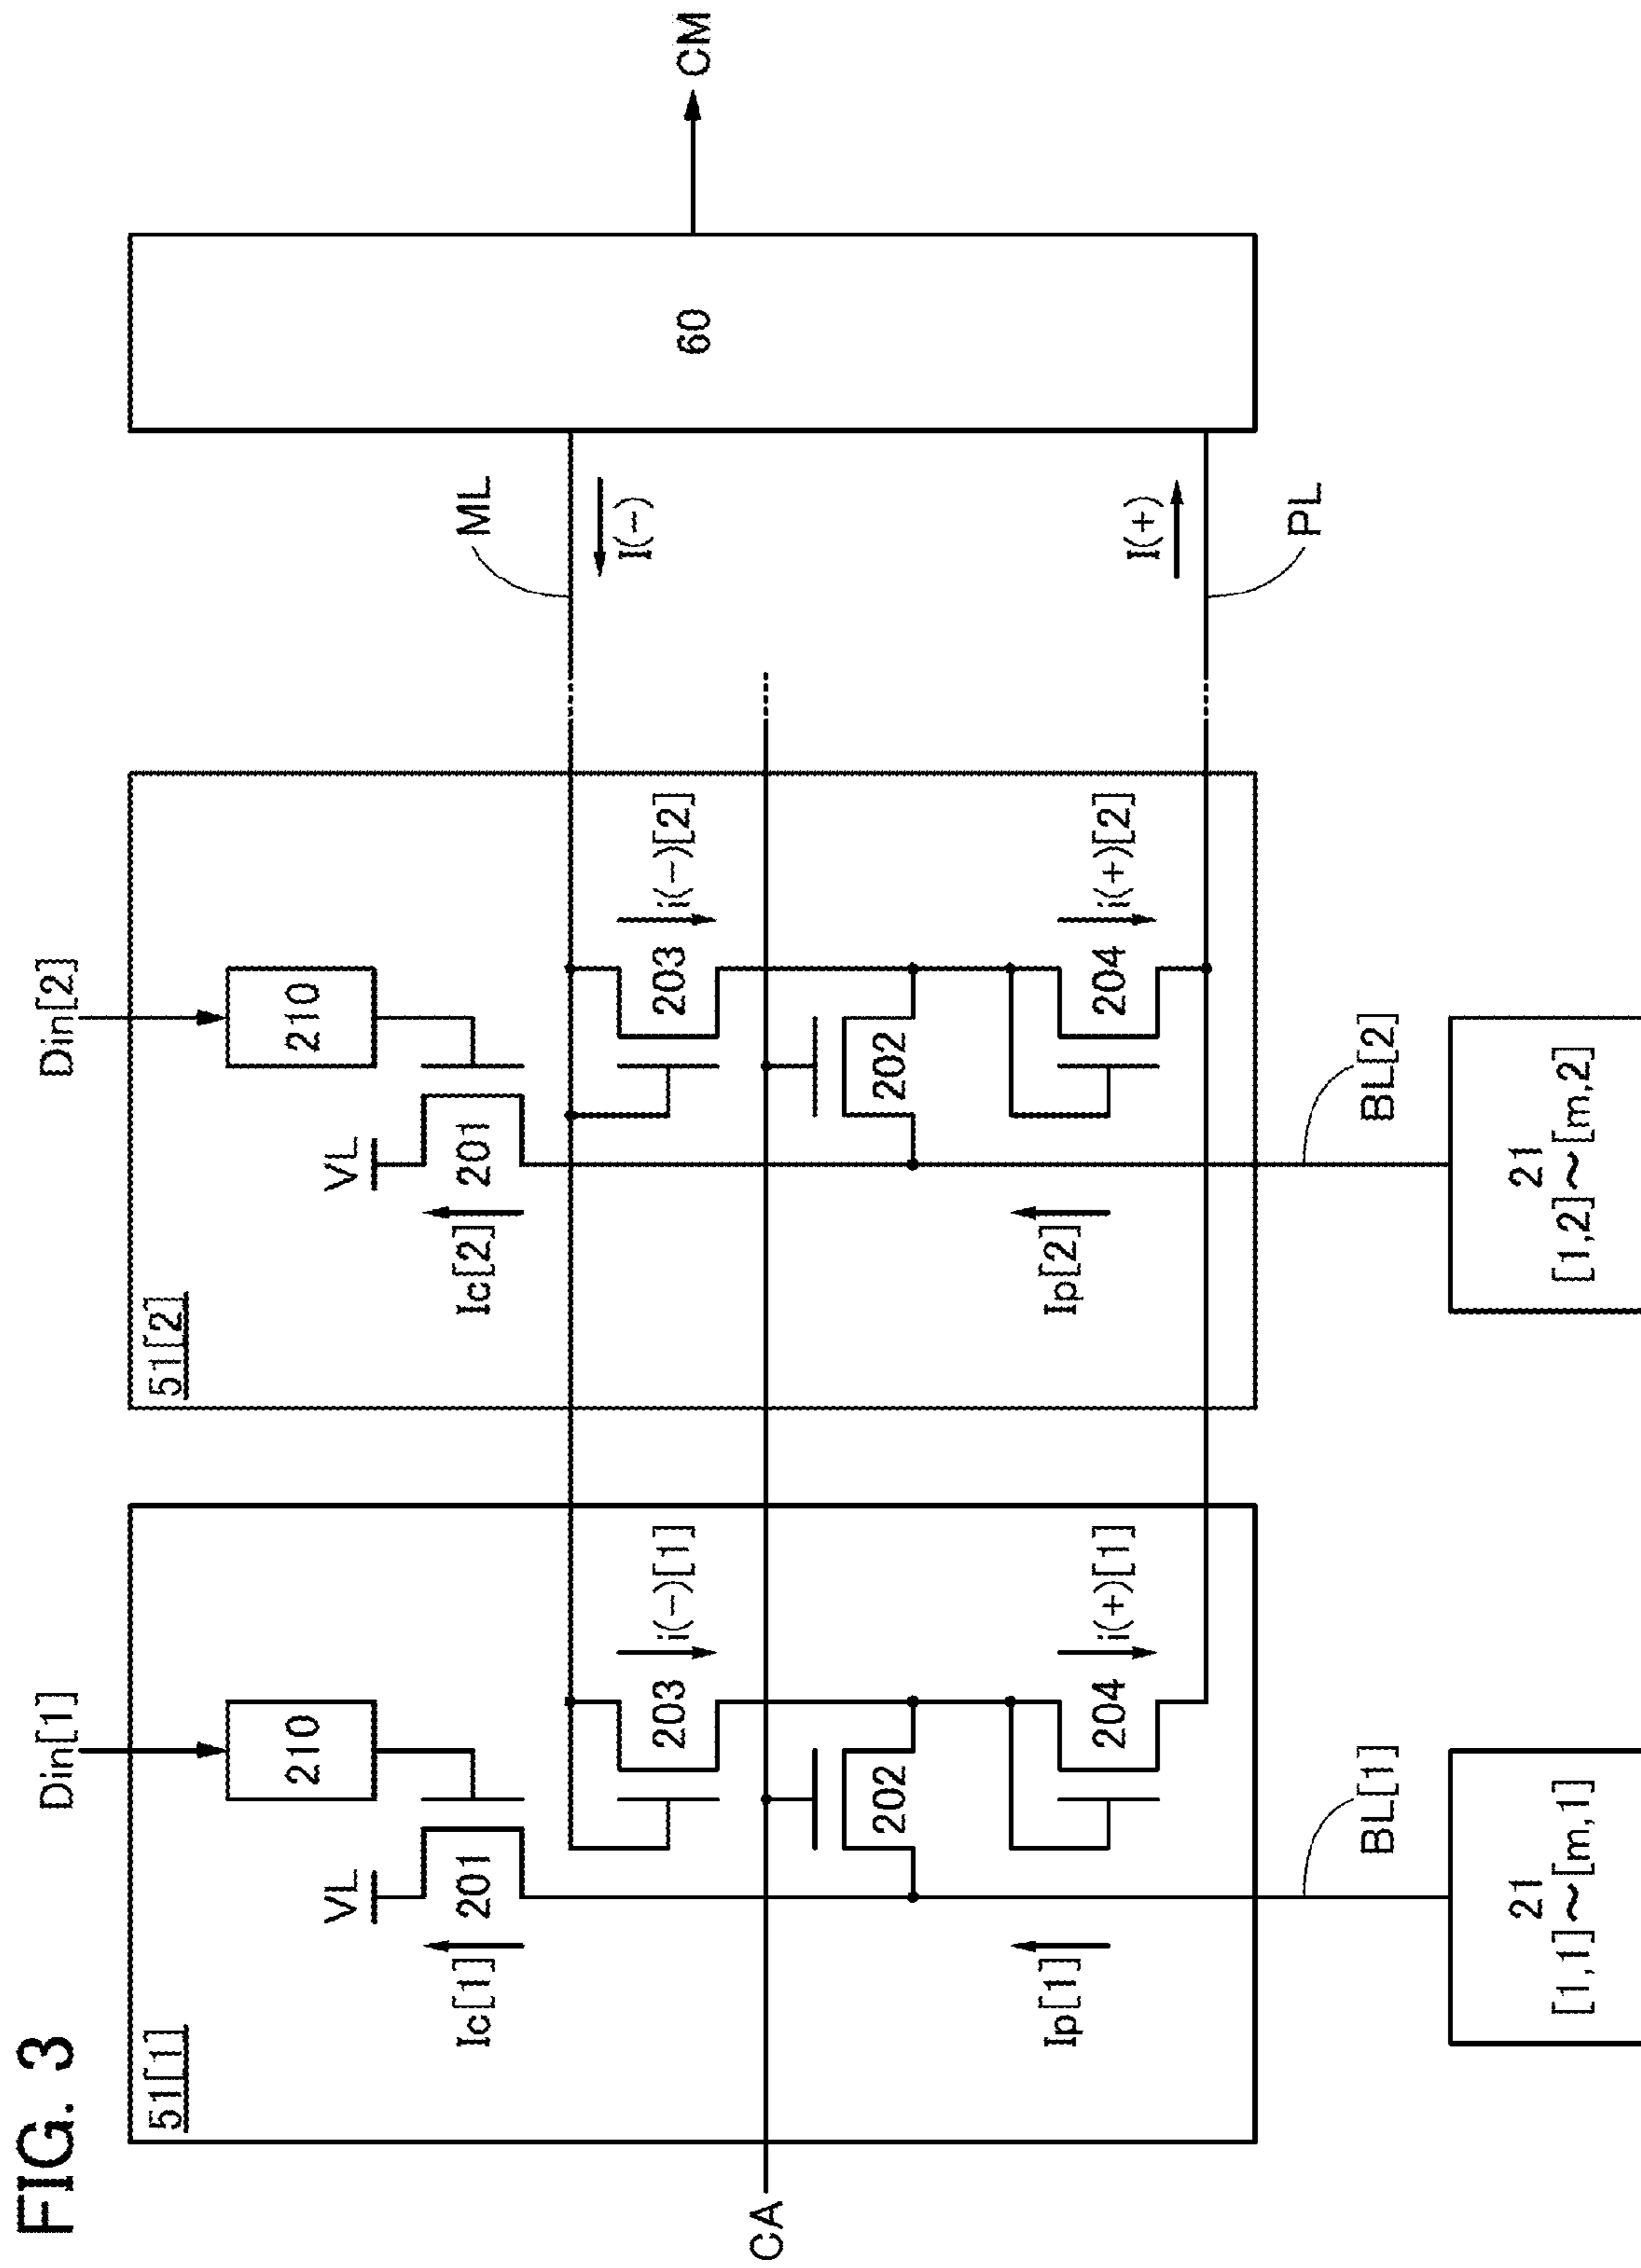 FIG. 3
Din[1]
Din[2]
51[1]
51[2]
210
210
VL
VL
201
201
Ic[1]
Ic[2]
ML
I(-)
203
203
i(-)[1]
i(-)[2]
60
CM
CA
202
202
Ip[1]
Ip[2]
204
204
i(+)[1]
i(+)[2]
I(+)
PL
BL[1]
BL[2]
21
[1,1]~[m,1]
21
[1,2]~[m,2]